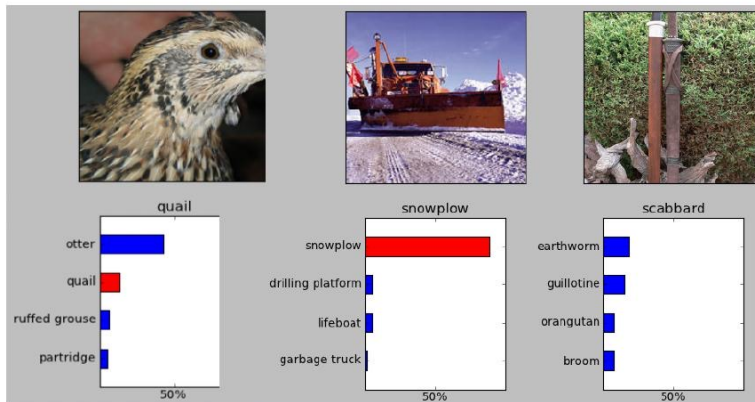 quail
otter
quail
ruffed grouse
partridge
50%
snowplow
snowplow
drilling platform
lifeboat
garbage truck
50%
scabbard
earthworm
guillotine
orangutan
broom
50%